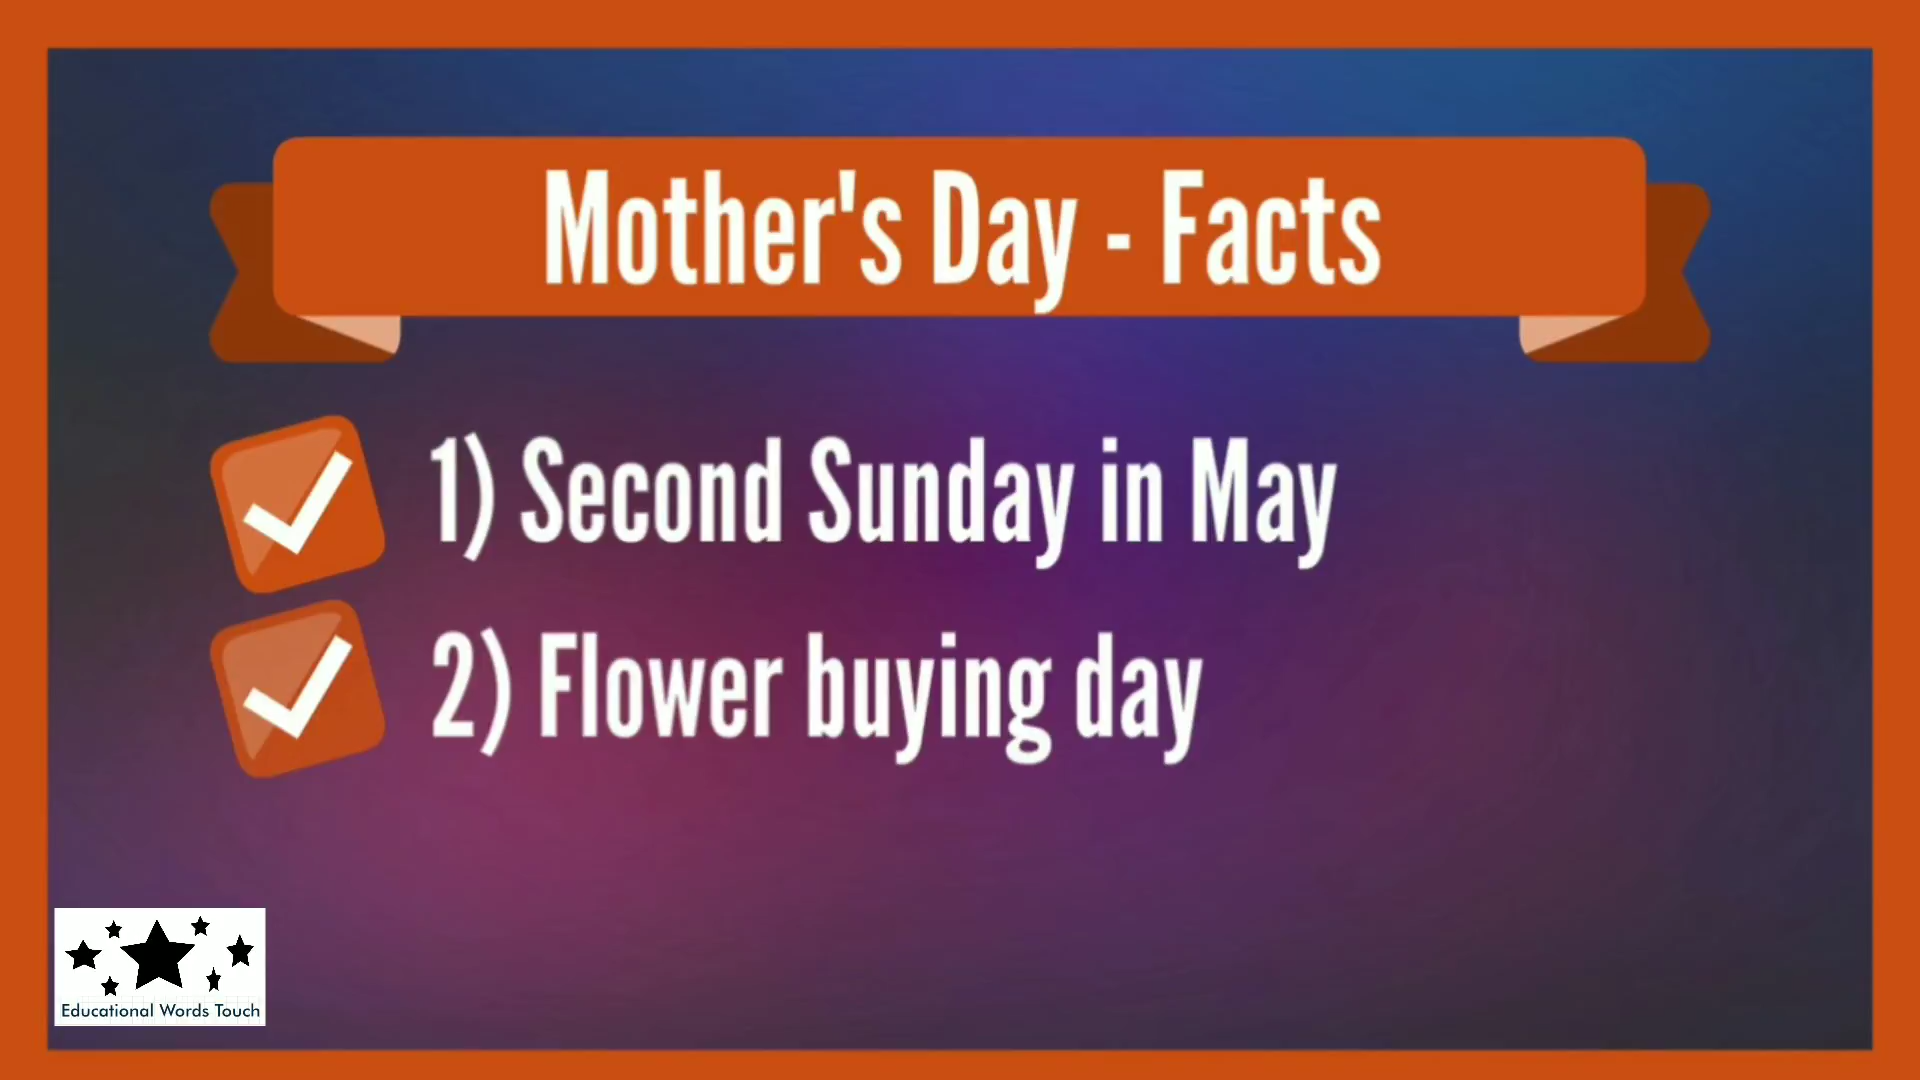 Mother's Day - Facts
1) Second Sunday in May
2) Flower buying day
Educational Words Touch